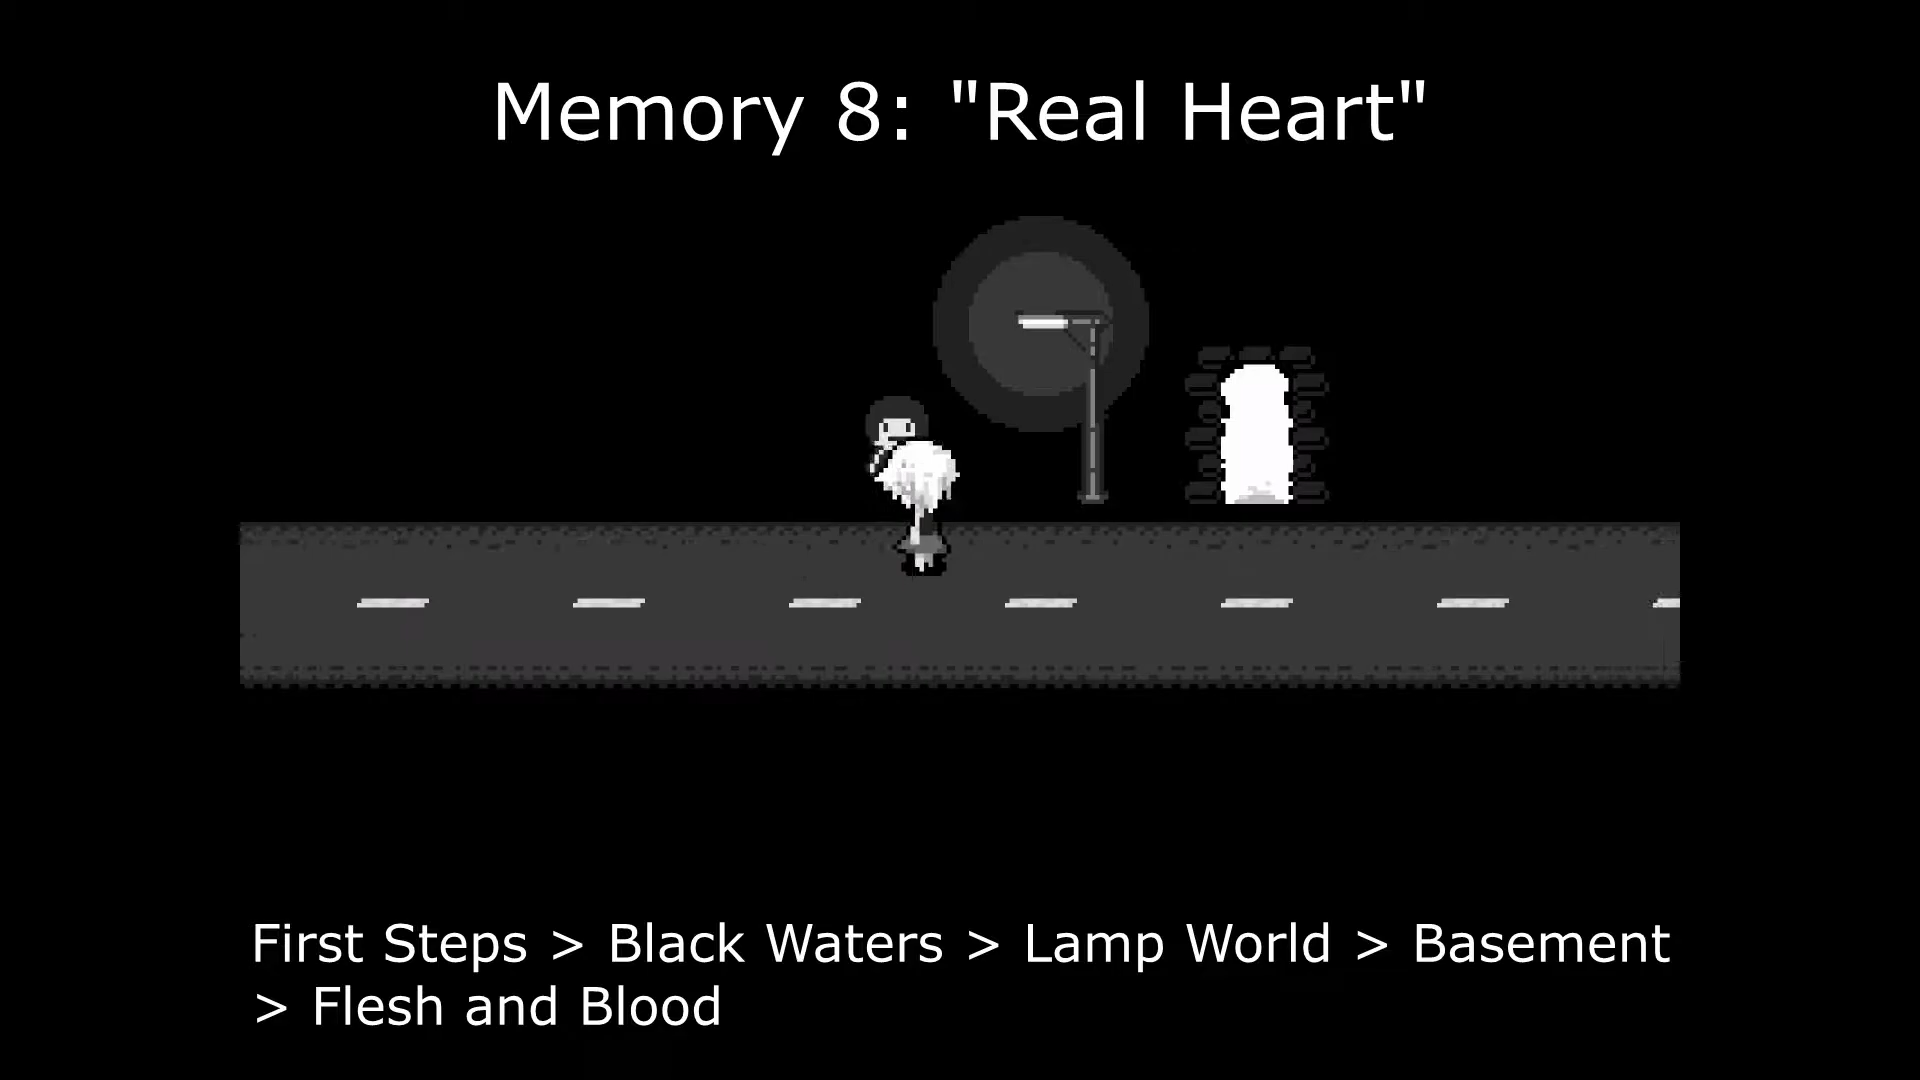 Memory 8: "Real Heart"
First Steps > Black Waters > Lamp World > Basement
> Flesh and Blood